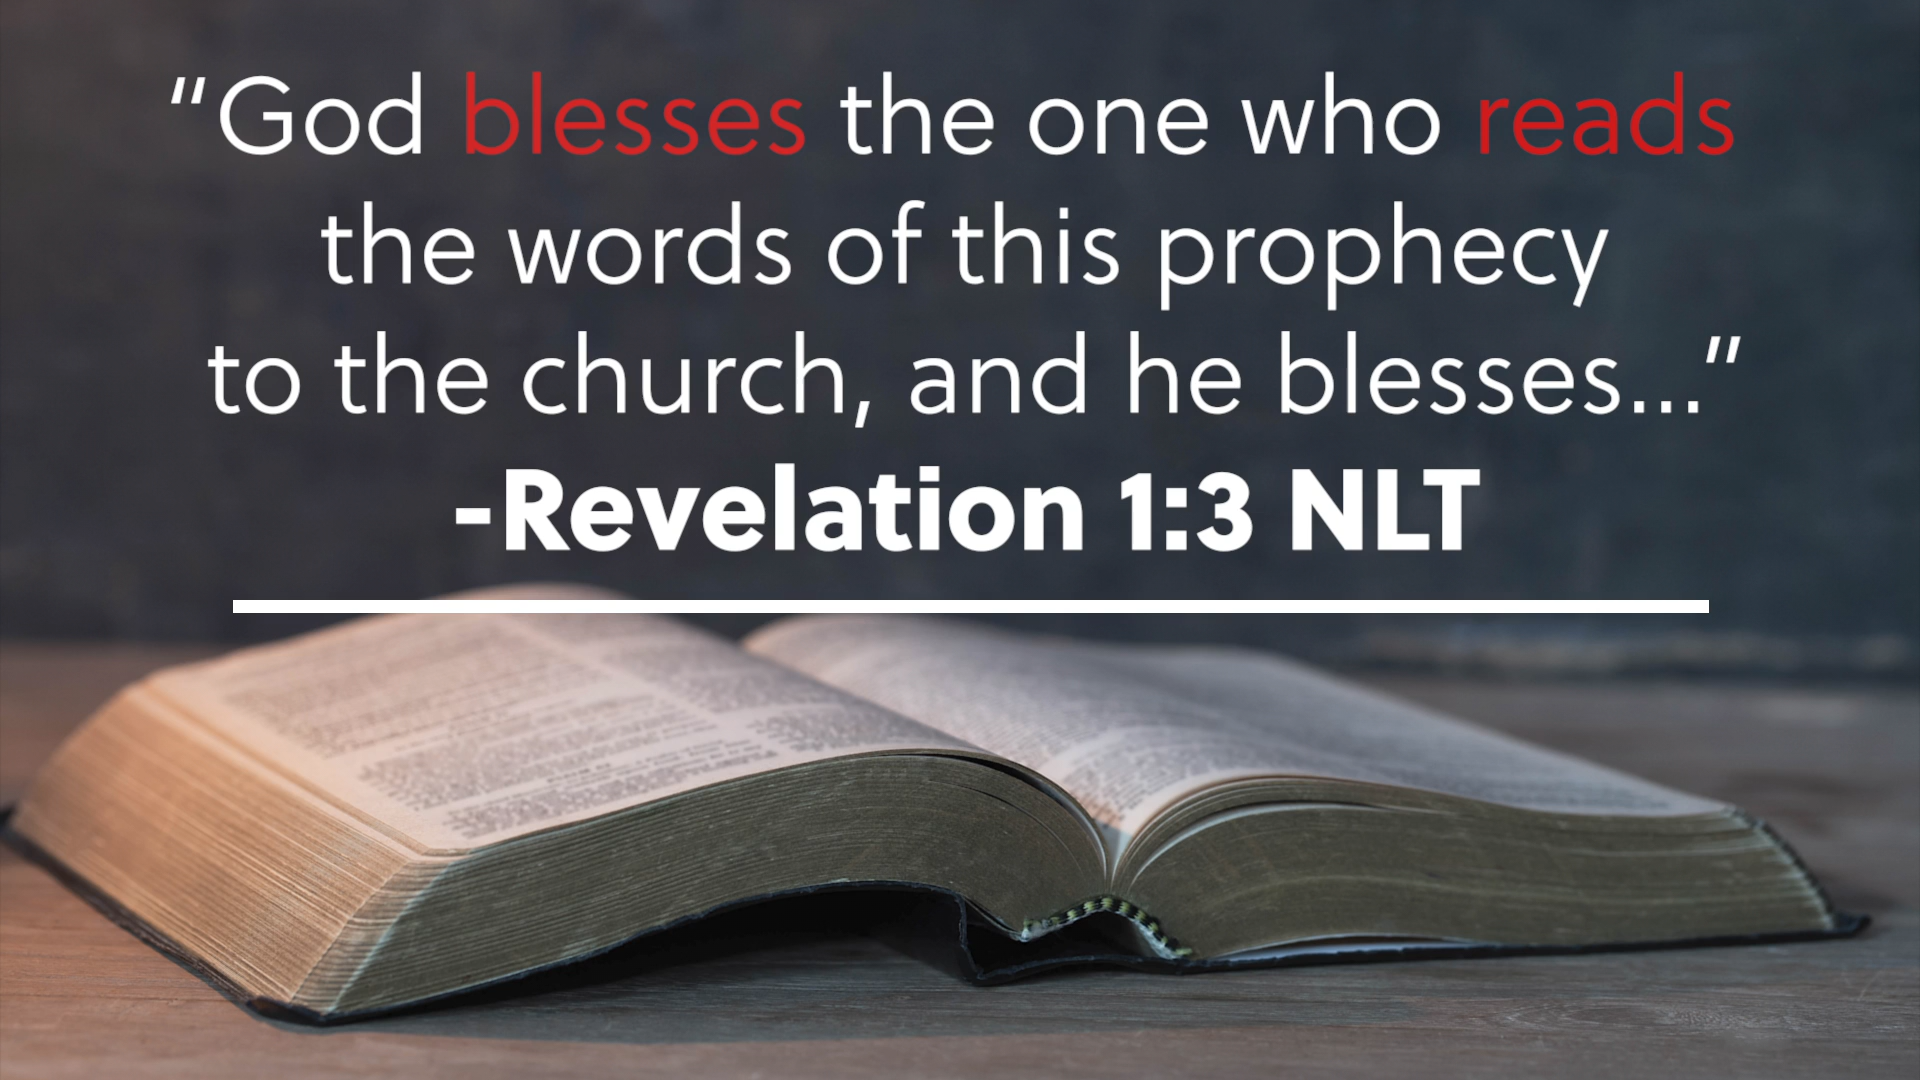 “God blesses the one who reads
the words of this prophecy
to the church, and he blesses...”
-Revelation 1:3 NLT